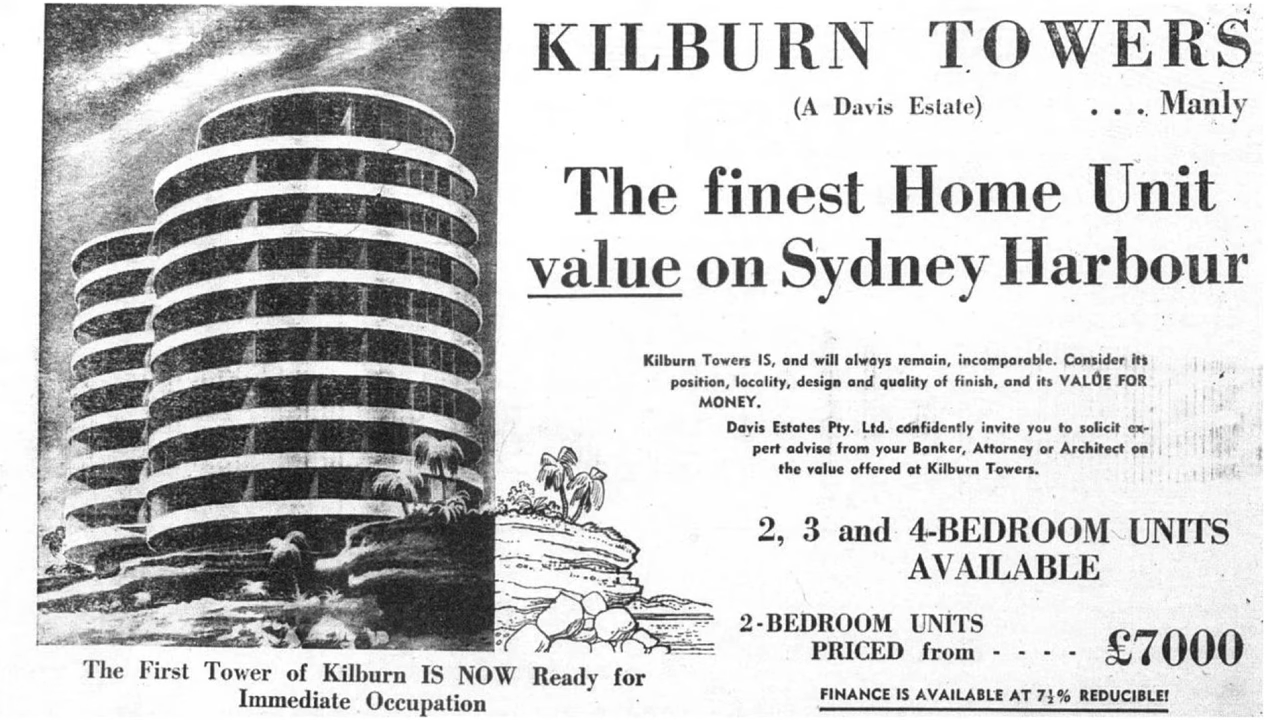 KILBURN TOWERS
(A Davis Estate) . . . Manly
The finest Home Unit
value on Sydney Harbour
Kilburn Towers IS, and will always remain, incomparable. Consider its
position, locality, design and quality of finish, and its VALUE FOR
MONEY.
Davis Estates Pty. Ltd. confidently invite you to solicit ex-
pert advise from your Banker, Attorney or Architect on
the value offered at Kilburn Towers.
2, 3 and 4-BEDROOM UNITS
AVAILABLE
2-BEDROOM UNITS
PRICED from - - - - £7000
FINANCE IS AVAILABLE AT 7½% REDUCIBLE!
The First Tower of Kilburn IS NOW Ready for
Immediate Occupation